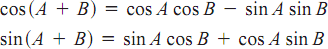 cos(A + B) = cos A cos B − sin A sin B
sin(A + B) = sin A cos B + cos A sin B